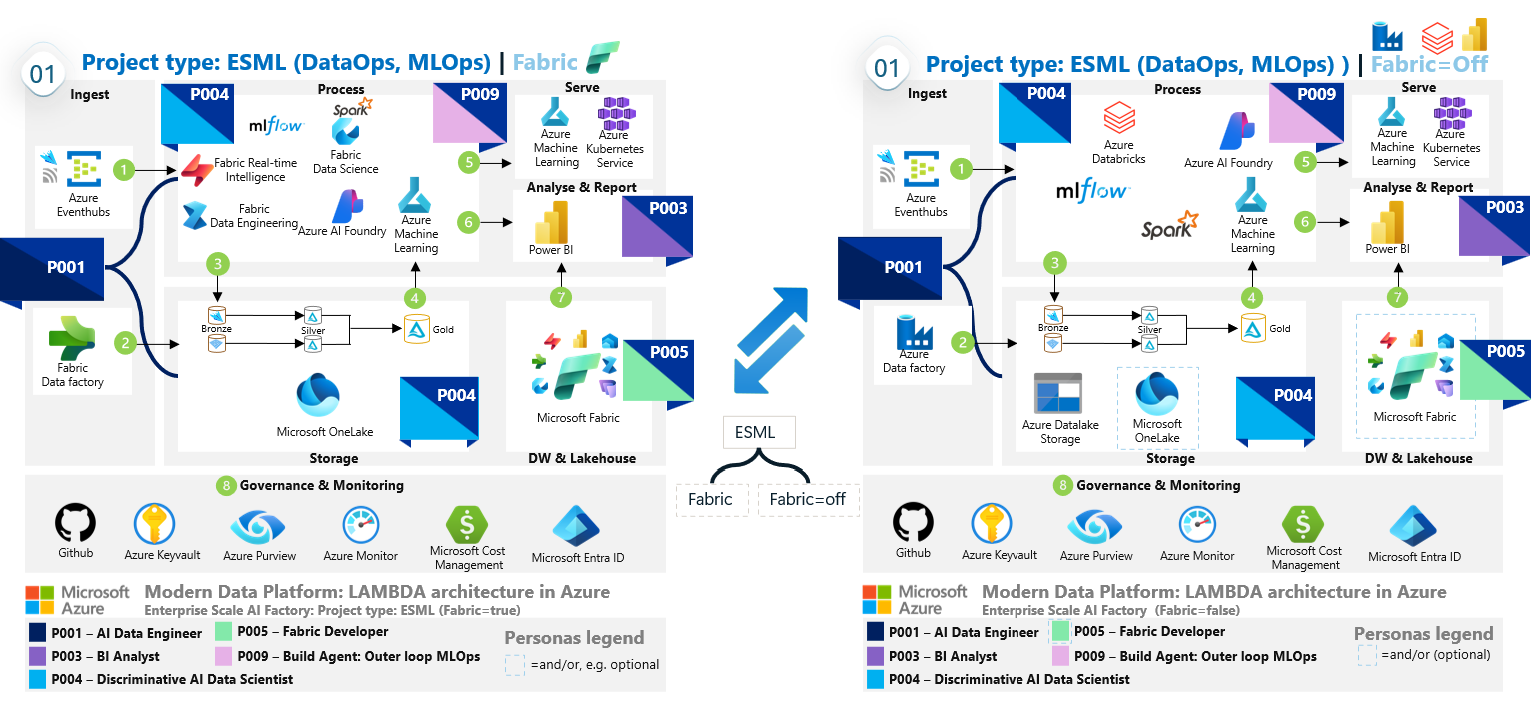 01
Project type: ESML (DataOps, MLOps) | Fabric
Ingest
P004
Process
P009
Serve
Spark
mlflow
Fabric
Data Science
Azure
Machine
Learning
Azure
Kubernetes
Service
1
Fabric Real-time
Intelligence
5
Azure
Eventhubs
Analyse & Report
Fabric
Data Engineering
Azure AI Foundry
Azure
Machine
Learning
6
Power BI
P003
P001
3
4
7
Bronze
Silver
Gold
2
Fabric
Data factory
P005
P004
Microsoft OneLake
Microsoft Fabric
Storage
DW & Lakehouse
8 Governance & Monitoring
Github
Azure Keyvault
Azure Purview
Azure Monitor
Microsoft Cost
Management
Microsoft Entra ID
Microsoft
Azure
Modern Data Platform: LAMBDA architecture in Azure
Enterprise Scale AI Factory: Project type: ESML (Fabric=true)
P001 – AI Data Engineer
P005 – Fabric Developer
P003 – BI Analyst
P009 – Build Agent: Outer loop MLOps
P004 – Discriminative AI Data Scientist
Personas legend
=and/or, e.g. optional
ESML
Fabric
Fabric=off
01
Project type: ESML (DataOps, MLOps) ) | Fabric=Off
Ingest
P004
Process
P009
Serve
Azure
Databricks
Azure AI Foundry
Azure
Machine
Learning
Azure
Kubernetes
Service
1
5
Azure
Eventhubs
mlflow
Analyse & Report
Spark
Azure
Machine
Learning
6
Power BI
P003
P001
3
4
7
Bronze
Silver
Gold
2
Azure
Data factory
P005
P004
Azure Datalake
Storage
Microsoft
OneLake
Microsoft Fabric
Storage
DW & Lakehouse
8 Governance & Monitoring
Github
Azure Keyvault
Azure Purview
Azure Monitor
Microsoft Cost
Management
Microsoft Entra ID
Microsoft
Azure
Modern Data Platform: LAMBDA architecture in Azure
Enterprise Scale AI Factory (Fabric=false)
P001 – AI Data Engineer
P005 – Fabric Developer
P003 – BI Analyst
P009 – Build Agent: Outer loop MLOps
P004 – Discriminative AI Data Scientist
Personas legend
=and/or (optional)